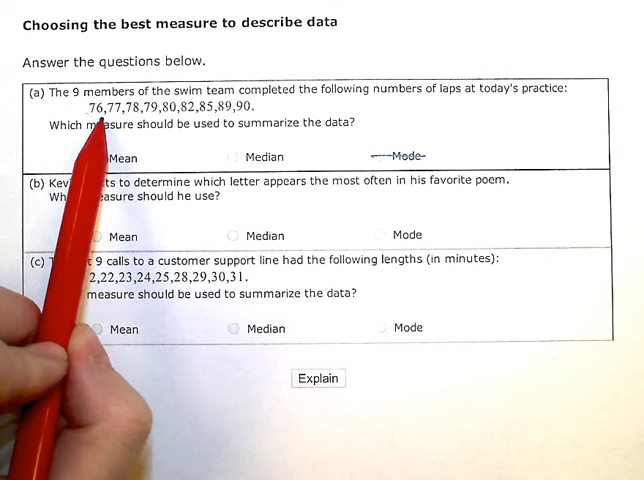 Choosing the best measure to describe data
Answer the questions below.
(a) The 9 members of the swim team completed the following numbers of laps at today's practice:
76,77,78,79,80,82,85,89,90.
Which measure should be used to summarize the data?
Mean Median Mode
(b) to determine which letter appears the most often in his favorite poem.
should he use?
Mean Median Mode
(c) 9 calls to a customer support line had the following lengths (in minutes):
2,22,23,24,25,28,29,30,31.
measure should be used to summarize the data?
Mean Median Mode
Explain